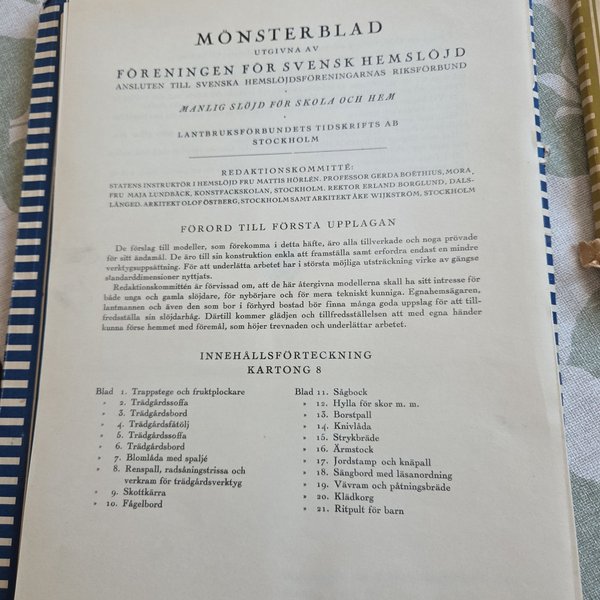 MÖNSTERBLAD
UTGIVNA AV
FÖRENINGEN FÖR SVENSK HEMSLÖJD
ANSLUTEN TILL SVENSKA HEMSLÖJDSFÖRENINGARNAS RIKSFÖRBUND
MANLIG SLÖJD FÖR SKOLA OCH HEM
LANTBRUKSFÖRBUNDETS TIDSKRIFTS AB
STOCKHOLM
REDAKTIONSKOMMITTÉ:
STATENS INSTRUKTOR I HEMSLÖJD FRU MATTIS HÖRLÉN. PROFESSOR GERDA BOËTHIUS, MORA,
FRU MAJA LUNDBÄCK, KONSTFACKSKOLAN, STOCKHOLM. REKTOR ERLAND BORGLUND, DALS-
LÅNGED. ARKITEKT OLOF ÖSTBERG, STOCKHOLM SAMT ARKITEKT ÅKE WIJKSTRÖM, STOCKHOLM
FÖRORD TILL FÖRSTA UPPLAGAN
De förslag till modeller, som förekomma i detta häfte, äro alla tillverkade och noga prövade
för sitt ändamål. De äro till sin konstruktion enkla att framställa samt erfordra endast en mindre
verktygsuppsättning. För att underlätta arbetet har i största möjliga utsträckning virke av gängse
standarddimensioner nyttjats.
Redaktionskommittén är förvissad om, att de här återgivna modellerna skall ha sitt intresse för
både unga och gamla slöjdare, för nybörjare och för mera tekniskt kunniga. Egnahemsägaren,
lantmannen och även den som bor i förhyrd bostad bör finna många goda uppslag för att till-
fredsställa sin slöjdarhåg. Därtill kommer glädjen och tillfredsställelsen att med egna händer
kunna förse hemmet med föremål, som höjer trevnaden och underlättar arbetet.
INNEHÅLLSFÖRTECKNING
KARTONG 8
Blad 1. Trappstege och fruktplockare
» 2. Trädgårdssoffa
» 3. Trädgårdsbord
» 4. Trädgårdsfåtölj
» 5. Trädgårdssoffa
» 6. Trädgårdsbord
» 7. Blomlåda med spaljé
» 8. Renspall, radsåningstrissa och
verkram för trädgårdsverktyg
» 9. Skottkärra
» 10. Fågelbord
Blad 11. Sågbock
» 12. Hylla för skor m. m.
» 13. Borstpall
» 14. Knivlåda
» 15. Strykbräde
» 16. Ärmstock
» 17. Jordstamp och knäpall
» 18. Sängbord med läsanordning
» 19. Vävram och påtningsbräde
» 20. Klädkorg
» 21. Ritpult för barn